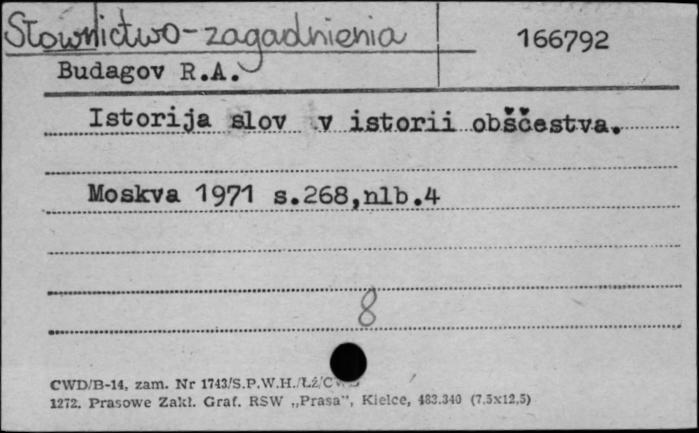 Słownictwo-zagadnienia 166792
Budagov R.A.
Istorija slov v istorii obščestva.
Moskva 1971 s.268,nlb.4
8
CWD/B-14, zam. Nr 1743/S.P.W.H./Łź/
1272. Prasowe Zakł. Graf. RSW „Prasa”, Kielce, 483.340 (7,5x12,5)